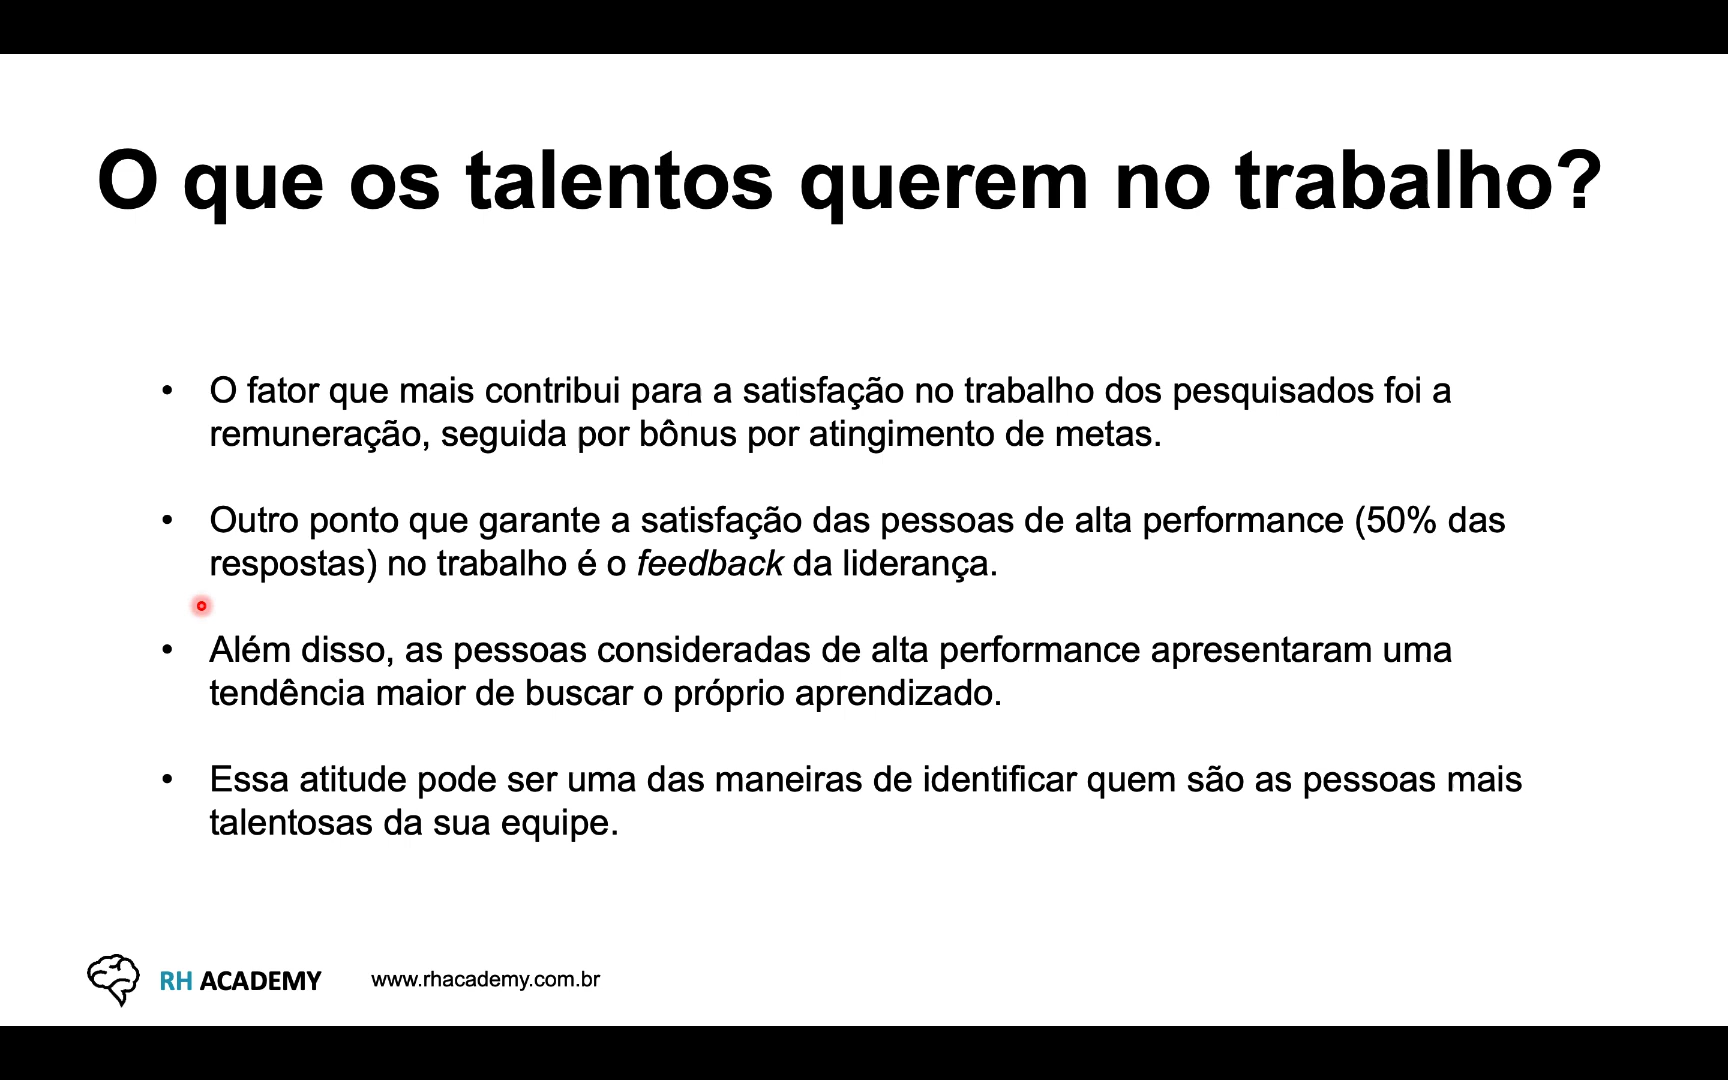 O que os talentos querem no trabalho?
• O fator que mais contribui para a satisfação no trabalho dos pesquisados foi a
remuneração, seguida por bônus por atingimento de metas.
• Outro ponto que garante a satisfação das pessoas de alta performance (50% das
respostas) no trabalho é o feedback da liderança.
• Além disso, as pessoas consideradas de alta performance apresentaram uma
tendência maior de buscar o próprio aprendizado.
• Essa atitude pode ser uma das maneiras de identificar quem são as pessoas mais
talentosas da sua equipe.
RH ACADEMY www.rhacademy.com.br